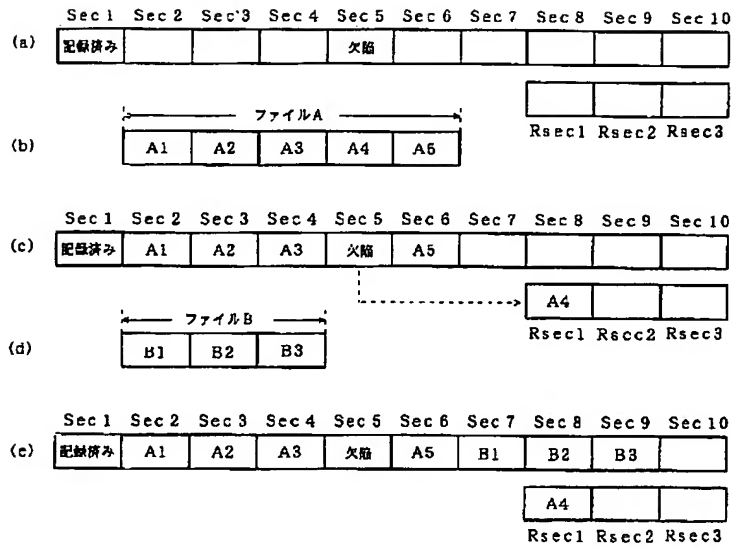 Sec 1 Sec 2 Sec 3 Sec 4 Sec 5 Sec 6 Sec 7 Sec 8 Sec 9 Sec 10
(a) 記録済み 欠陥
Rsec1 Rsec2 Rsec3
ファイルA
(b) A1 A2 A3 A4 A5
Sec 1 Sec 2 Sec 3 Sec 4 Sec 5 Sec 6 Sec 7 Sec 8 Sec 9 Sec 10
(c) 記録済み A1 A2 A3 欠陥 A5
A4
Rsec1 Rsec2 Rsec3
ファイルB
(d) B1 B2 B3
Sec 1 Sec 2 Sec 3 Sec 4 Sec 5 Sec 6 Sec 7 Sec 8 Sec 9 Sec 10
(e) 記録済み A1 A2 A3 欠陥 A5 B1 B2 B3
A4
Rsec1 Rsec2 Rsec3